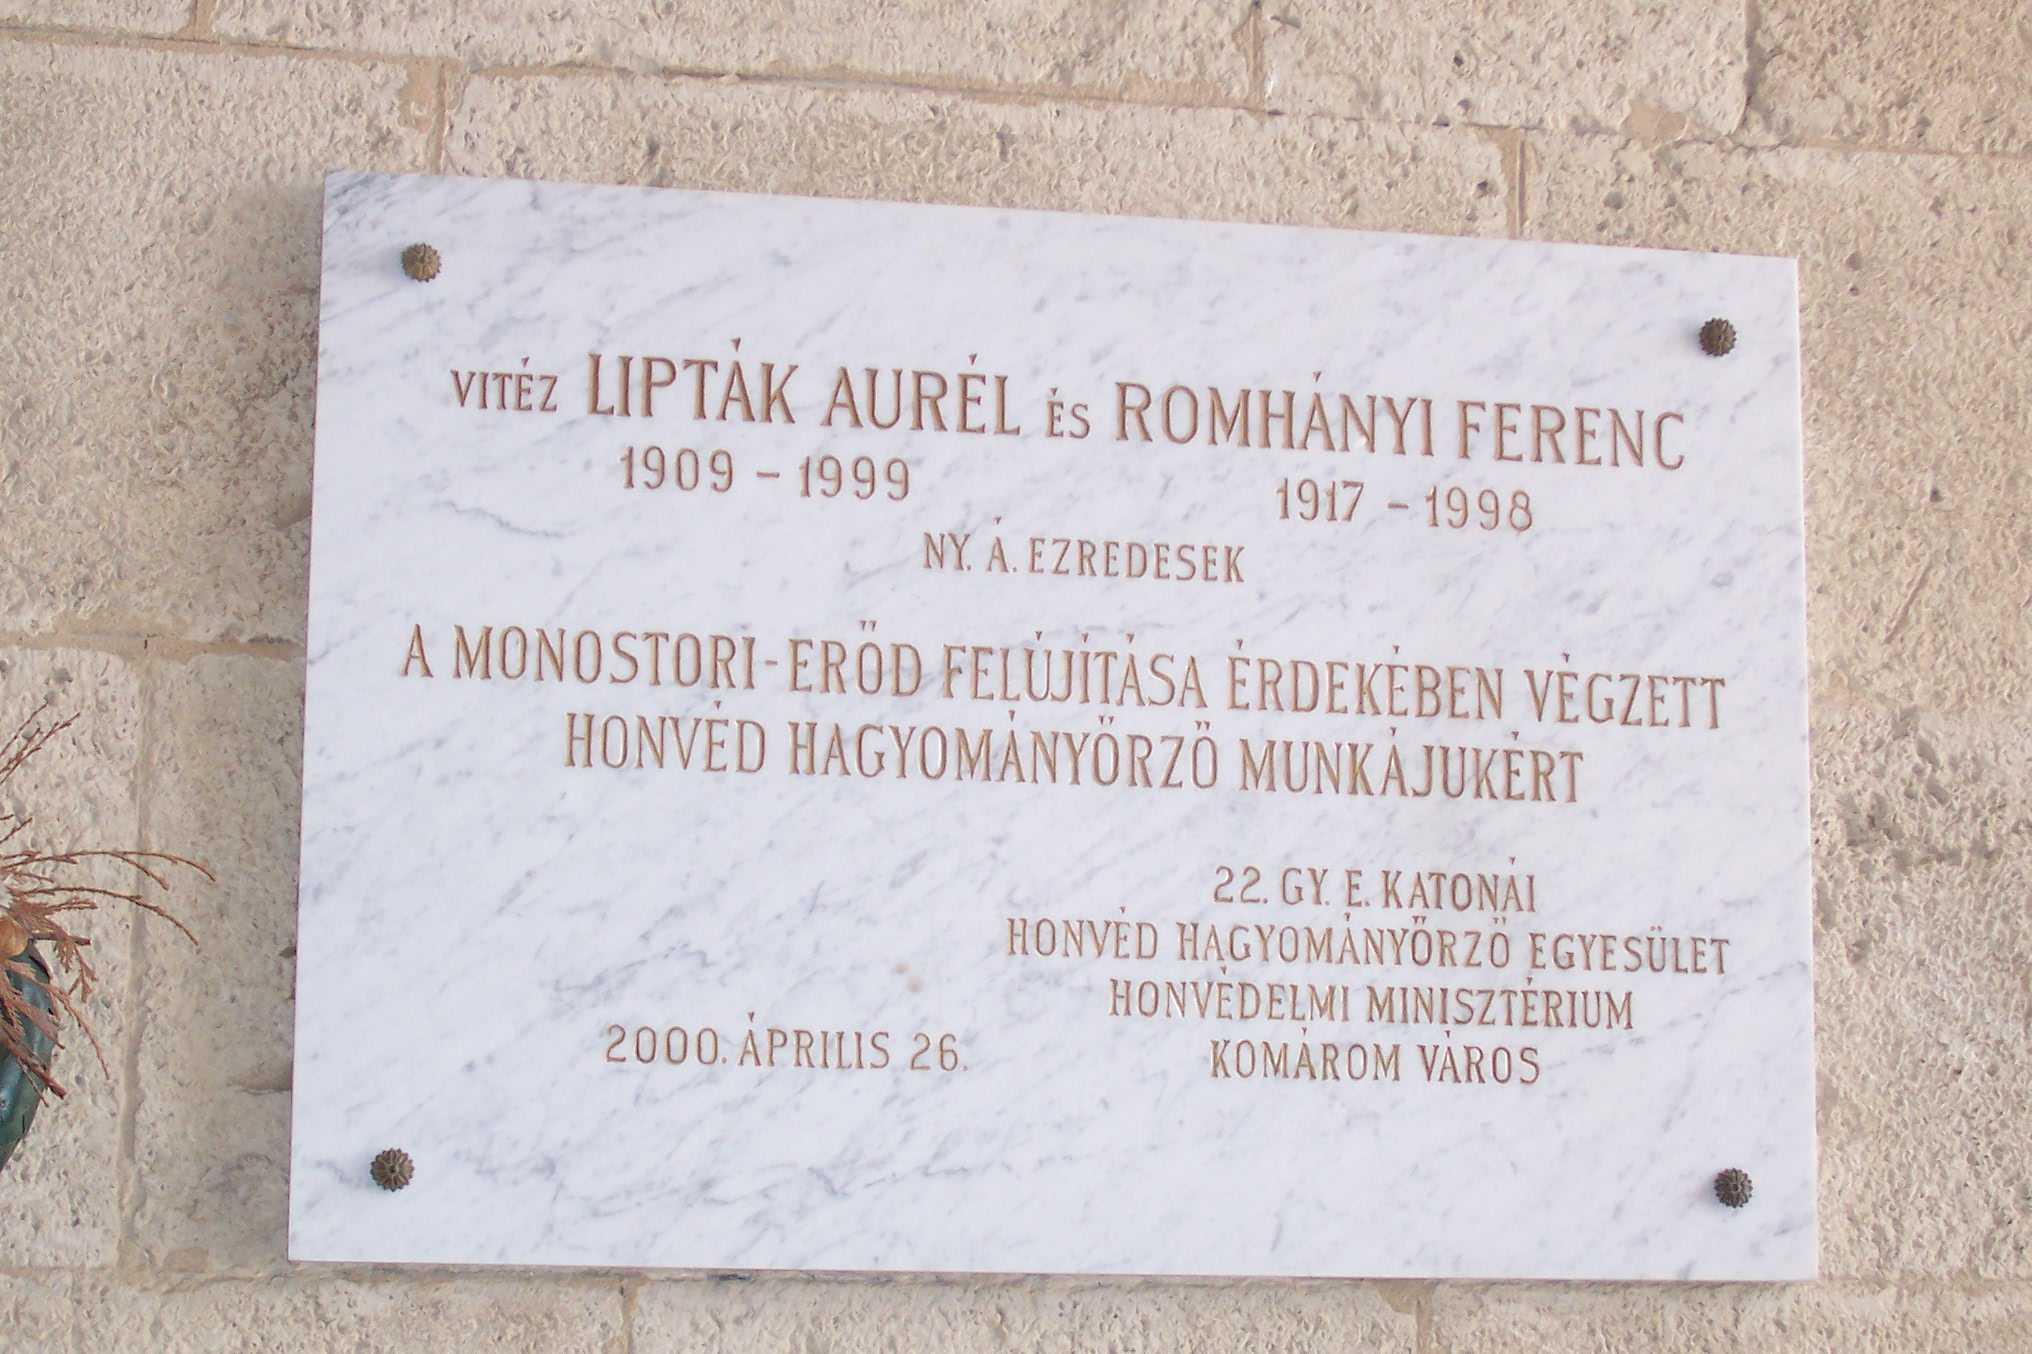 VITÉZ LIPTÁK AURÉL ÉS ROMHÁNYI FERENC
1909 - 1999 1917 - 1998
NY. Á. EZREDESEK
A MONOSTORI-ERŐD FELÚJÍTÁSA ÉRDEKÉBEN VÉGZETT
HONVÉD HAGYOMÁNYŐRZŐ MUNKÁJUKÉRT
22. GY. E. KATONÁI
HONVÉD HAGYOMÁNYŐRZŐ EGYESÜLET
HONVÉDELMI MINISZTÉRIUM
2000. ÁPRILIS 26. KOMÁROM VÁROS